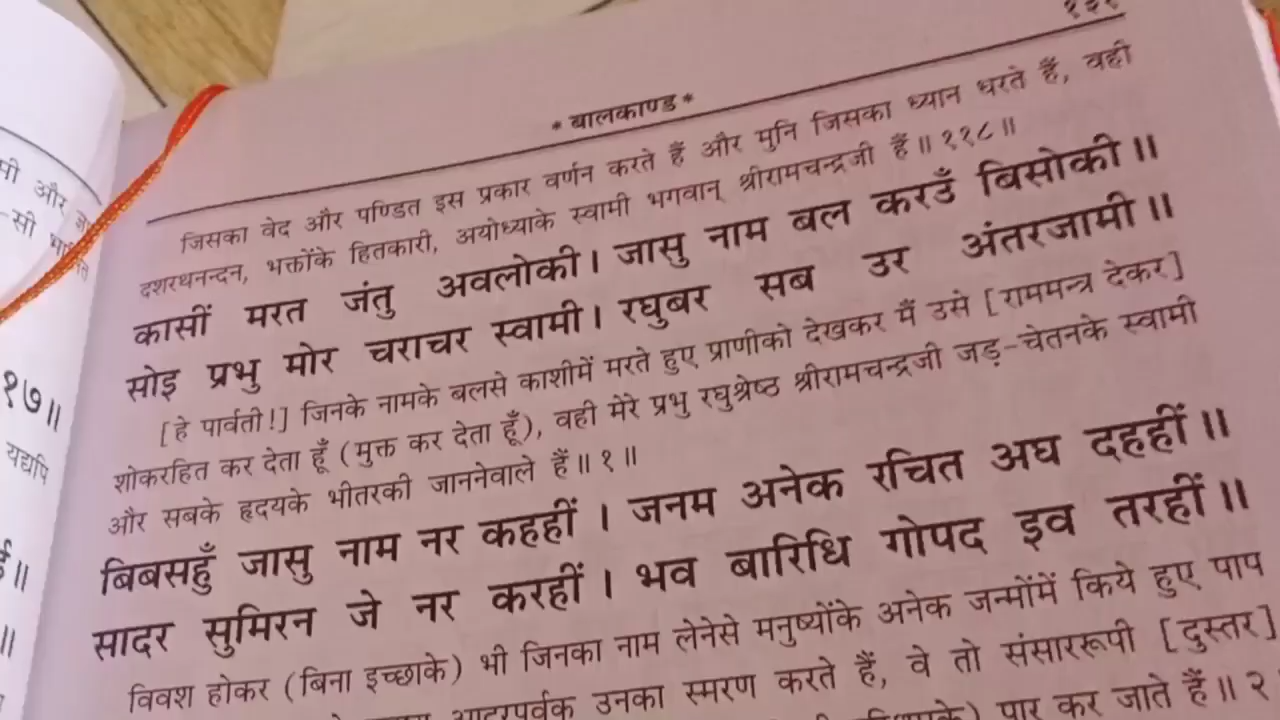 मी और
-सी
१७॥
यद्यपि
॥
॥
* बालकाण्ड *
जिसका वेद और पण्डित इस प्रकार वर्णन करते हैं और मुनि जिसका ध्यान धरते हैं, वही
दशरथनन्दन, भक्तोंके हितकारी, अयोध्याके स्वामी भगवान् श्रीरामचन्द्रजी हैं॥ ११८॥
कासीं मरत जंतु अवलोकी। जासु नाम बल करउँ बिसोकी॥
सोइ प्रभु मोर चराचर स्वामी। रघुबर सब उर अंतरजामी॥
[हे पार्वती!] जिनके नामके बलसे काशीमें मरते हुए प्राणीको देखकर मैं उसे [राममन्त्र देकर]
शोकरहित कर देता हूँ (मुक्त कर देता हूँ), वही मेरे प्रभु रघुश्रेष्ठ श्रीरामचन्द्रजी जड़-चेतनके स्वामी
और सबके हृदयके भीतरकी जाननेवाले हैं॥ १॥
बिबसहुँ जासु नाम नर कहहीं। जनम अनेक रचित अघ दहहीं॥
सादर सुमिरन जे नर करहीं। भव बारिधि गोपद इव तरहीं॥
विवश होकर (बिना इच्छाके) भी जिनका नाम लेनेसे मनुष्योंके अनेक जन्मोंमें किये हुए पाप
आदरपूर्वक उनका स्मरण करते हैं, वे तो संसाररूपी [दुस्तर]
पार कर जाते हैं॥ २